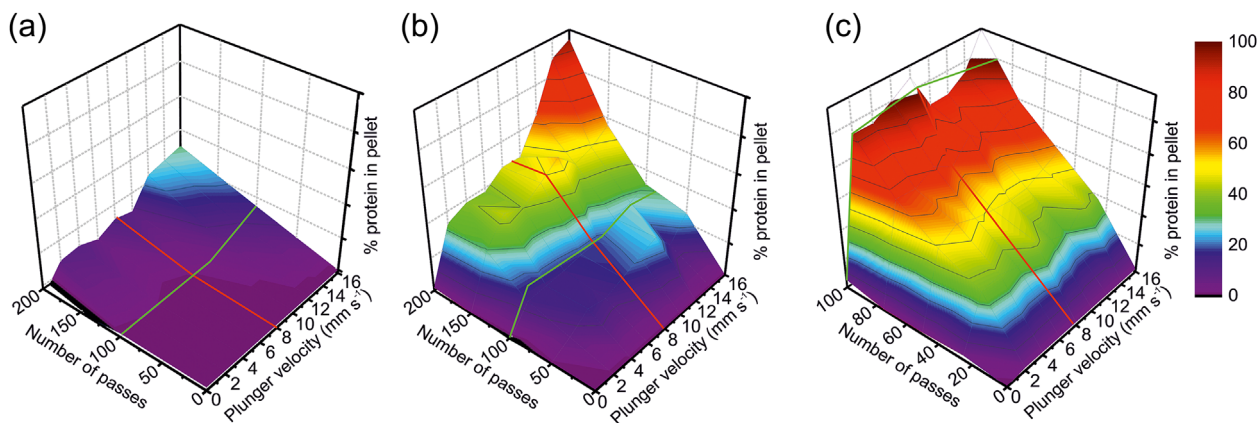 (a)
% protein in pellet
200
150
100
50
0
Number of passes
0 2 4 6 8 10 12 14 16
Plunger velocity (mm s⁻¹)
(b)
% protein in pellet
200
150
100
50
0
Number of passes
0 2 4 6 8 10 12 14 16
Plunger velocity (mm s⁻¹)
(c)
% protein in pellet
100
80
60
40
20
0
Number of passes
0 2 4 6 8 10 12 14 16
Plunger velocity (mm s⁻¹)
100
80
60
40
20
0